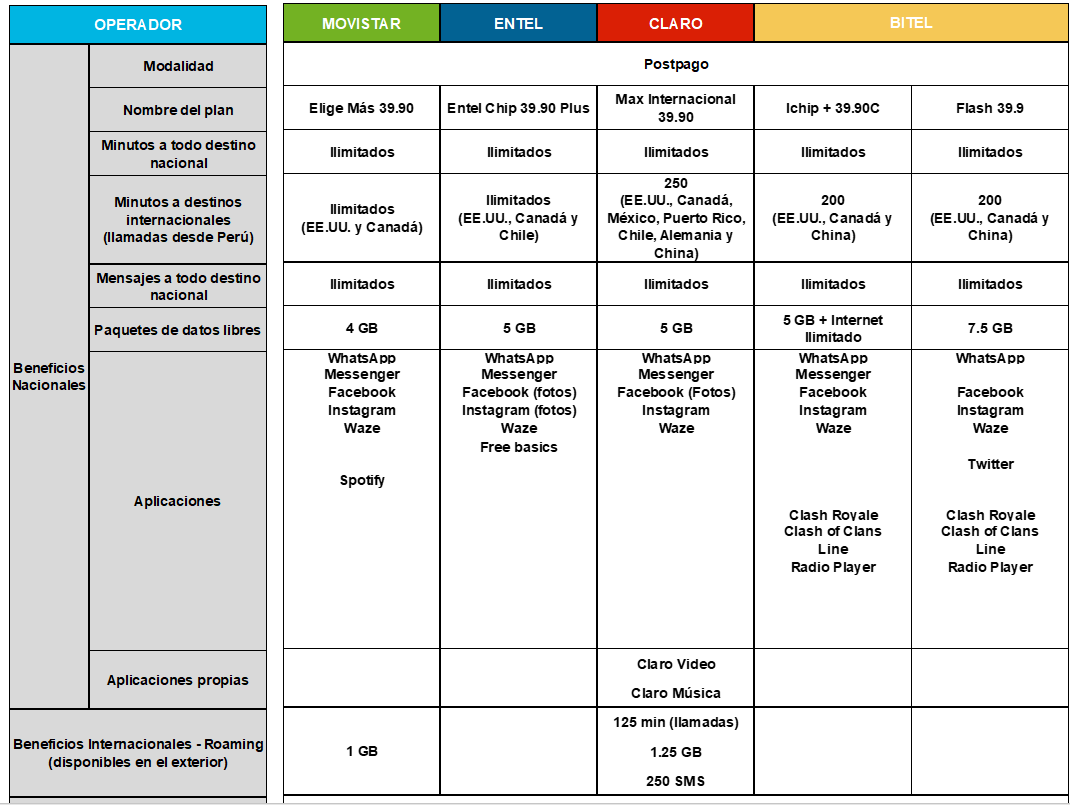 OPERADOR MOVISTAR ENTEL CLARO BITEL
Modalidad Postpago
Nombre del plan Elige Más 39.90 Entel Chip 39.90 Plus Max Internacional 39.90 Ichip + 39.90C Flash 39.9
Minutos a todo destino nacional Ilimitados Ilimitados Ilimitados Ilimitados Ilimitados
Minutos a destinos
internacionales
(llamadas desde Perú)
Ilimitados
(EE.UU. y Canadá)
Ilimitados
(EE.UU., Canadá y
Chile)
250
(EE.UU., Canadá,
México, Puerto Rico,
Chile, Alemania y
China)
200
(EE.UU., Canadá y
China)
200
(EE.UU., Canadá y
China)
Mensajes a todo destino
nacional
Ilimitados Ilimitados Ilimitados Ilimitados Ilimitados
Paquetes de datos libres 4 GB 5 GB 5 GB 5 GB + Internet Ilimitado 7.5 GB
Beneficios
Nacionales
Aplicaciones
WhatsApp
Messenger
Facebook
Instagram
Waze
Spotify
WhatsApp
Messenger
Facebook (fotos)
Instagram (fotos)
Waze
Free basics
WhatsApp
Messenger
Facebook (Fotos)
Instagram
Waze
WhatsApp
Messenger
Facebook
Instagram
Waze
Clash Royale
Clash of Clans
Line
Radio Player
WhatsApp
Facebook
Instagram
Waze
Twitter
Clash Royale
Clash of Clans
Line
Radio Player
Aplicaciones propias
Claro Video
Claro Música
Beneficios Internacionales - Roaming
(disponibles en el exterior)
1 GB
125 min (llamadas)
1.25 GB
250 SMS